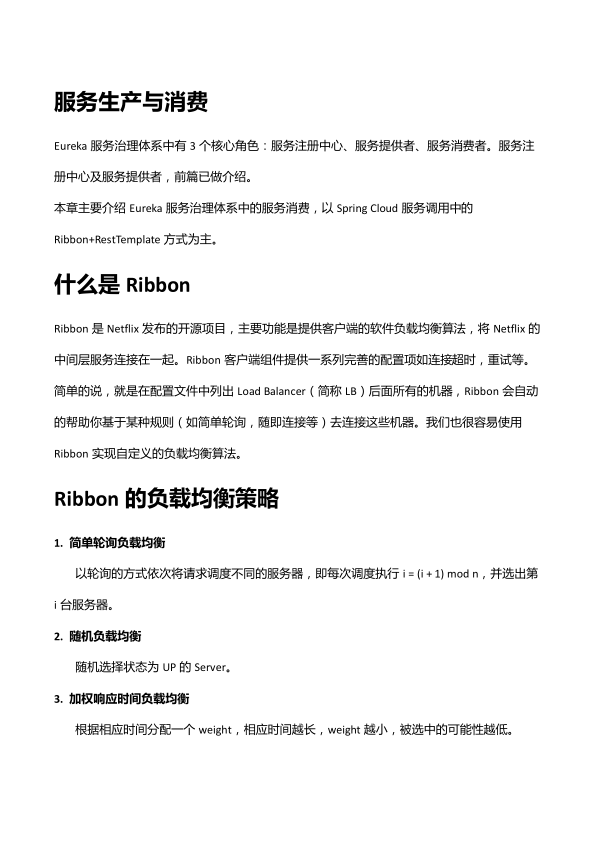 服务生产与消费
Eureka 服务治理体系中有 3 个核心角色：服务注册中心、服务提供者、服务消费者。服务注
册中心及服务提供者，前篇已做介绍。
本章主要介绍 Eureka 服务治理体系中的服务消费，以 Spring Cloud 服务调用中的
Ribbon+RestTemplate 方式为主。
什么是 Ribbon
Ribbon 是 Netflix 发布的开源项目，主要功能是提供客户端的软件负载均衡算法，将 Netflix 的
中间层服务连接在一起。Ribbon 客户端组件提供一系列完善的配置项如连接超时，重试等。
简单的说，就是在配置文件中列出 Load Balancer（简称 LB）后面所有的机器，Ribbon 会自动
的帮助你基于某种规则（如简单轮询，随即连接等）去连接这些机器。我们也很容易使用
Ribbon 实现自定义的负载均衡算法。
Ribbon 的负载均衡策略
1. 简单轮询负载均衡
以轮询的方式依次将请求调度不同的服务器，即每次调度执行 i = (i + 1) mod n，并选出第
i 台服务器。
2. 随机负载均衡
随机选择状态为 UP 的 Server。
3. 加权响应时间负载均衡
根据相应时间分配一个 weight，相应时间越长，weight 越小，被选中的可能性越低。